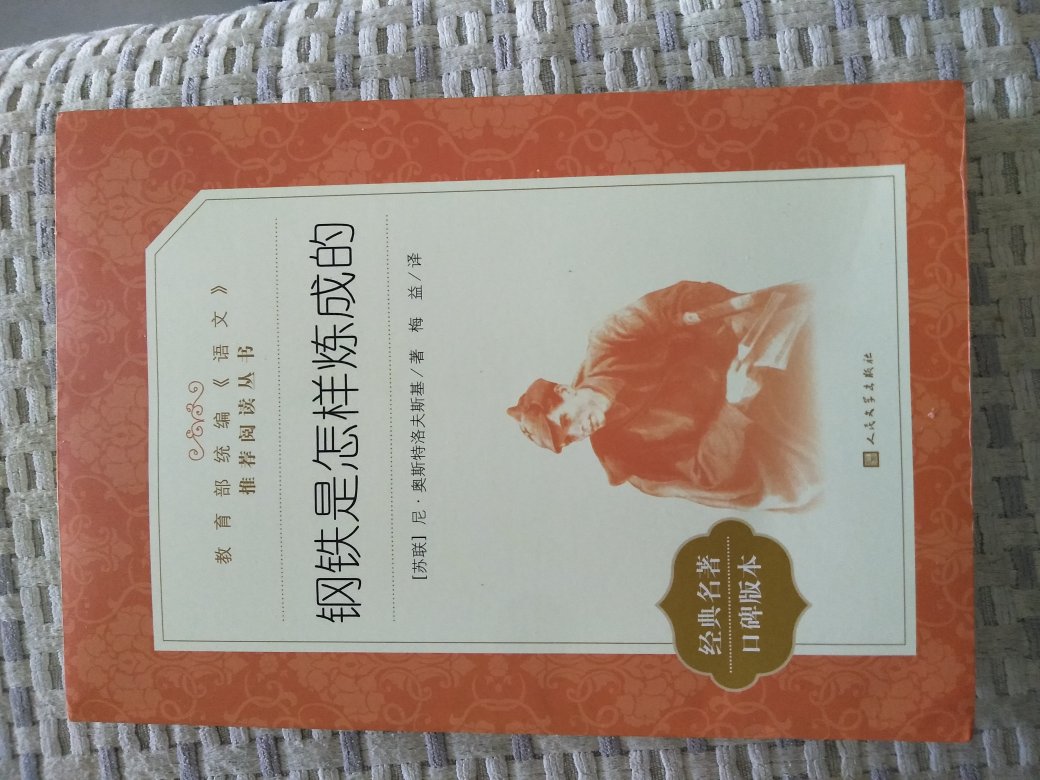 教育部统编《语文》
推荐阅读丛书
钢铁是怎样炼成的
[苏联] 尼·奥斯特洛夫斯基/著 梅 益/译
经典名著
口碑版本
人民文学出版社